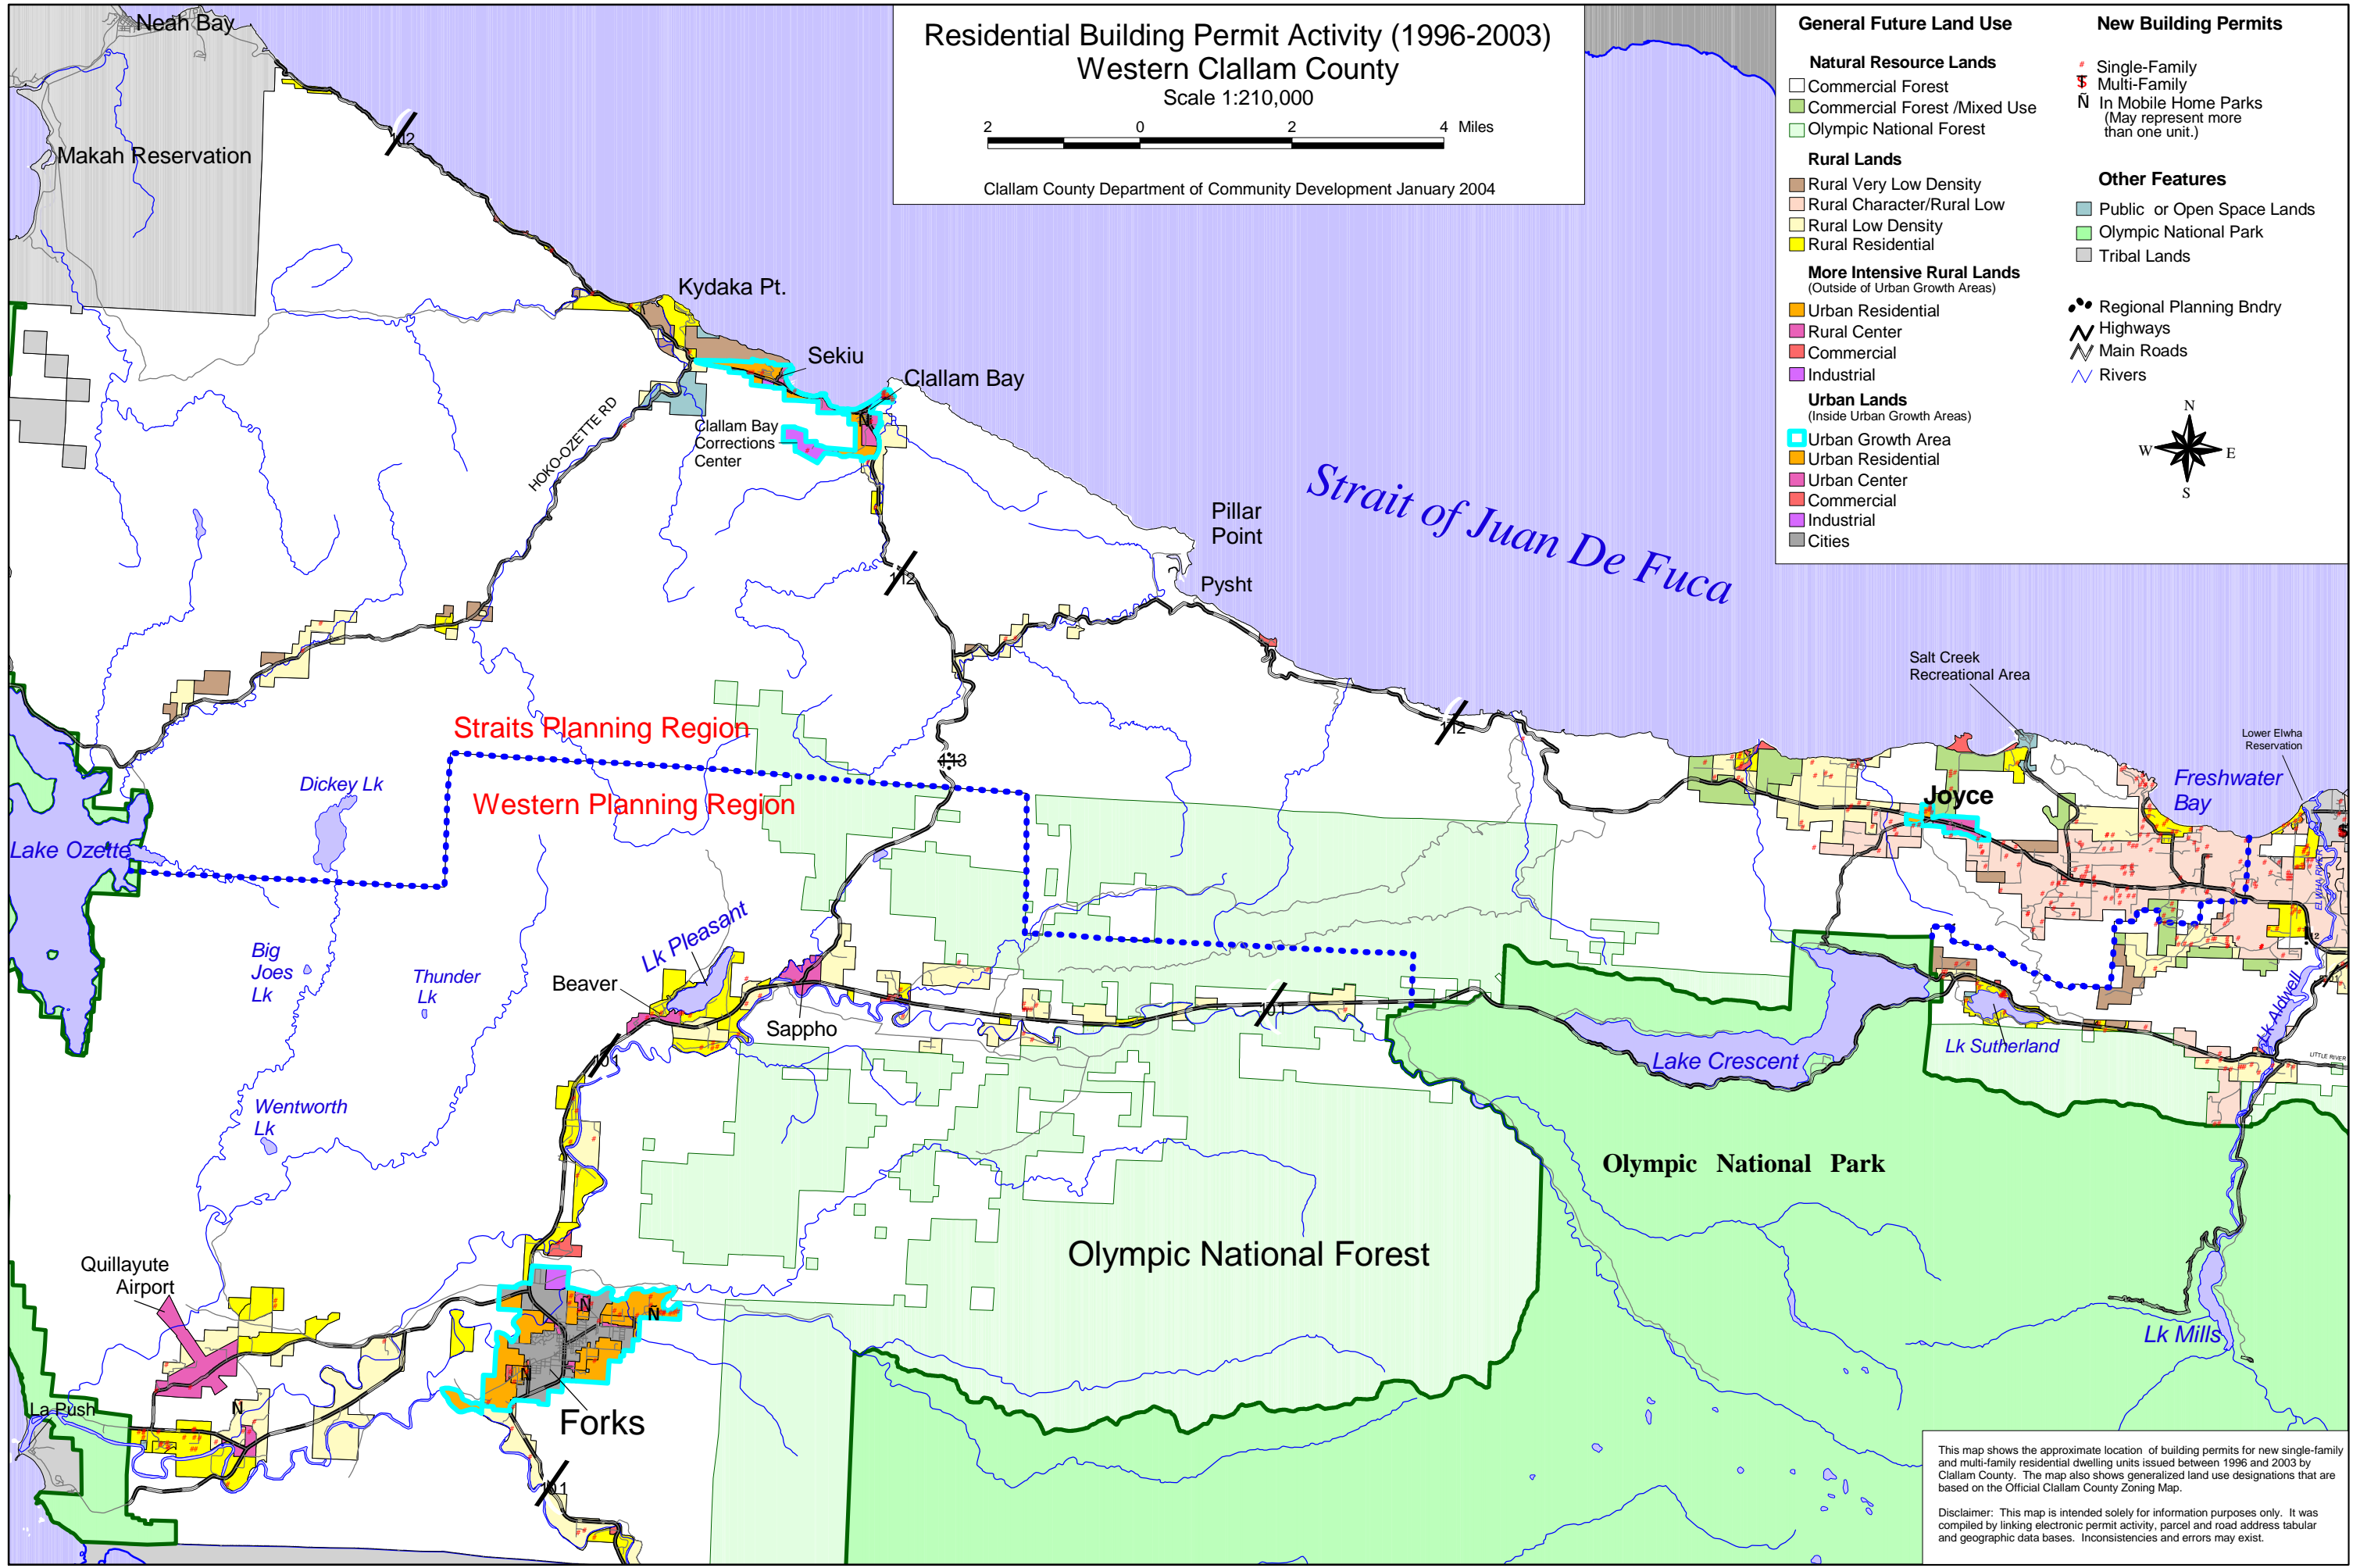 Residential Building Permit Activity (1996-2003)
Western Clallam County
Scale 1:210,000
2 0 2 4 Miles
Clallam County Department of Community Development January 2004
General Future Land Use
Natural Resource Lands
Commercial Forest
Commercial Forest /Mixed Use
Olympic National Forest
Rural Lands
Rural Very Low Density
Rural Character/Rural Low
Rural Low Density
Rural Residential
More Intensive Rural Lands
(Outside of Urban Growth Areas)
Urban Residential
Rural Center
Commercial
Industrial
Urban Lands
(Inside Urban Growth Areas)
Urban Growth Area
Urban Residential
Urban Center
Commercial
Industrial
Cities
New Building Permits
# Single-Family
Multi-Family
Ñ In Mobile Home Parks
(May represent more
than one unit.)
Other Features
Public or Open Space Lands
Olympic National Park
Tribal Lands
Regional Planning Bndry
Highways
Main Roads
Rivers
N
W E
S
Neah Bay
112
Makah Reservation
Kydaka Pt.
Sekiu
Clallam Bay
Ñ
Clallam Bay
Corrections
Center
HOKO-OZETTE RD
Pillar
Point
Strait of Juan De Fuca
112
Pysht
Salt Creek
Recreational Area
112
Straits Planning Region
Lower Elwha
Reservation
113
Dickey Lk
Western Planning Region
Freshwater
Bay
Joyce
Lake Ozette
ELWHA RIVER
Lk Pleasant
Big
Joes
Lk
Thunder
Lk
Beaver
112
Sappho
101
101
Lk Aldwell
Lake Crescent
Lk Sutherland
LITTLE RIVER
Wentworth
Lk
Olympic National Park
Olympic National Forest
Quillayute
Airport
Ñ
Ñ
Lk Mills
Ñ
La Push
Ñ
Forks
101
This map shows the approximate location of building permits for new single-family
and multi-family residential dwelling units issued between 1996 and 2003 by
Clallam County. The map also shows generalized land use designations that are
based on the Official Clallam County Zoning Map.
Disclaimer: This map is intended solely for information purposes only. It was
compiled by linking electronic permit activity, parcel and road address tabular
and geographic data bases. Inconsistencies and errors may exist.